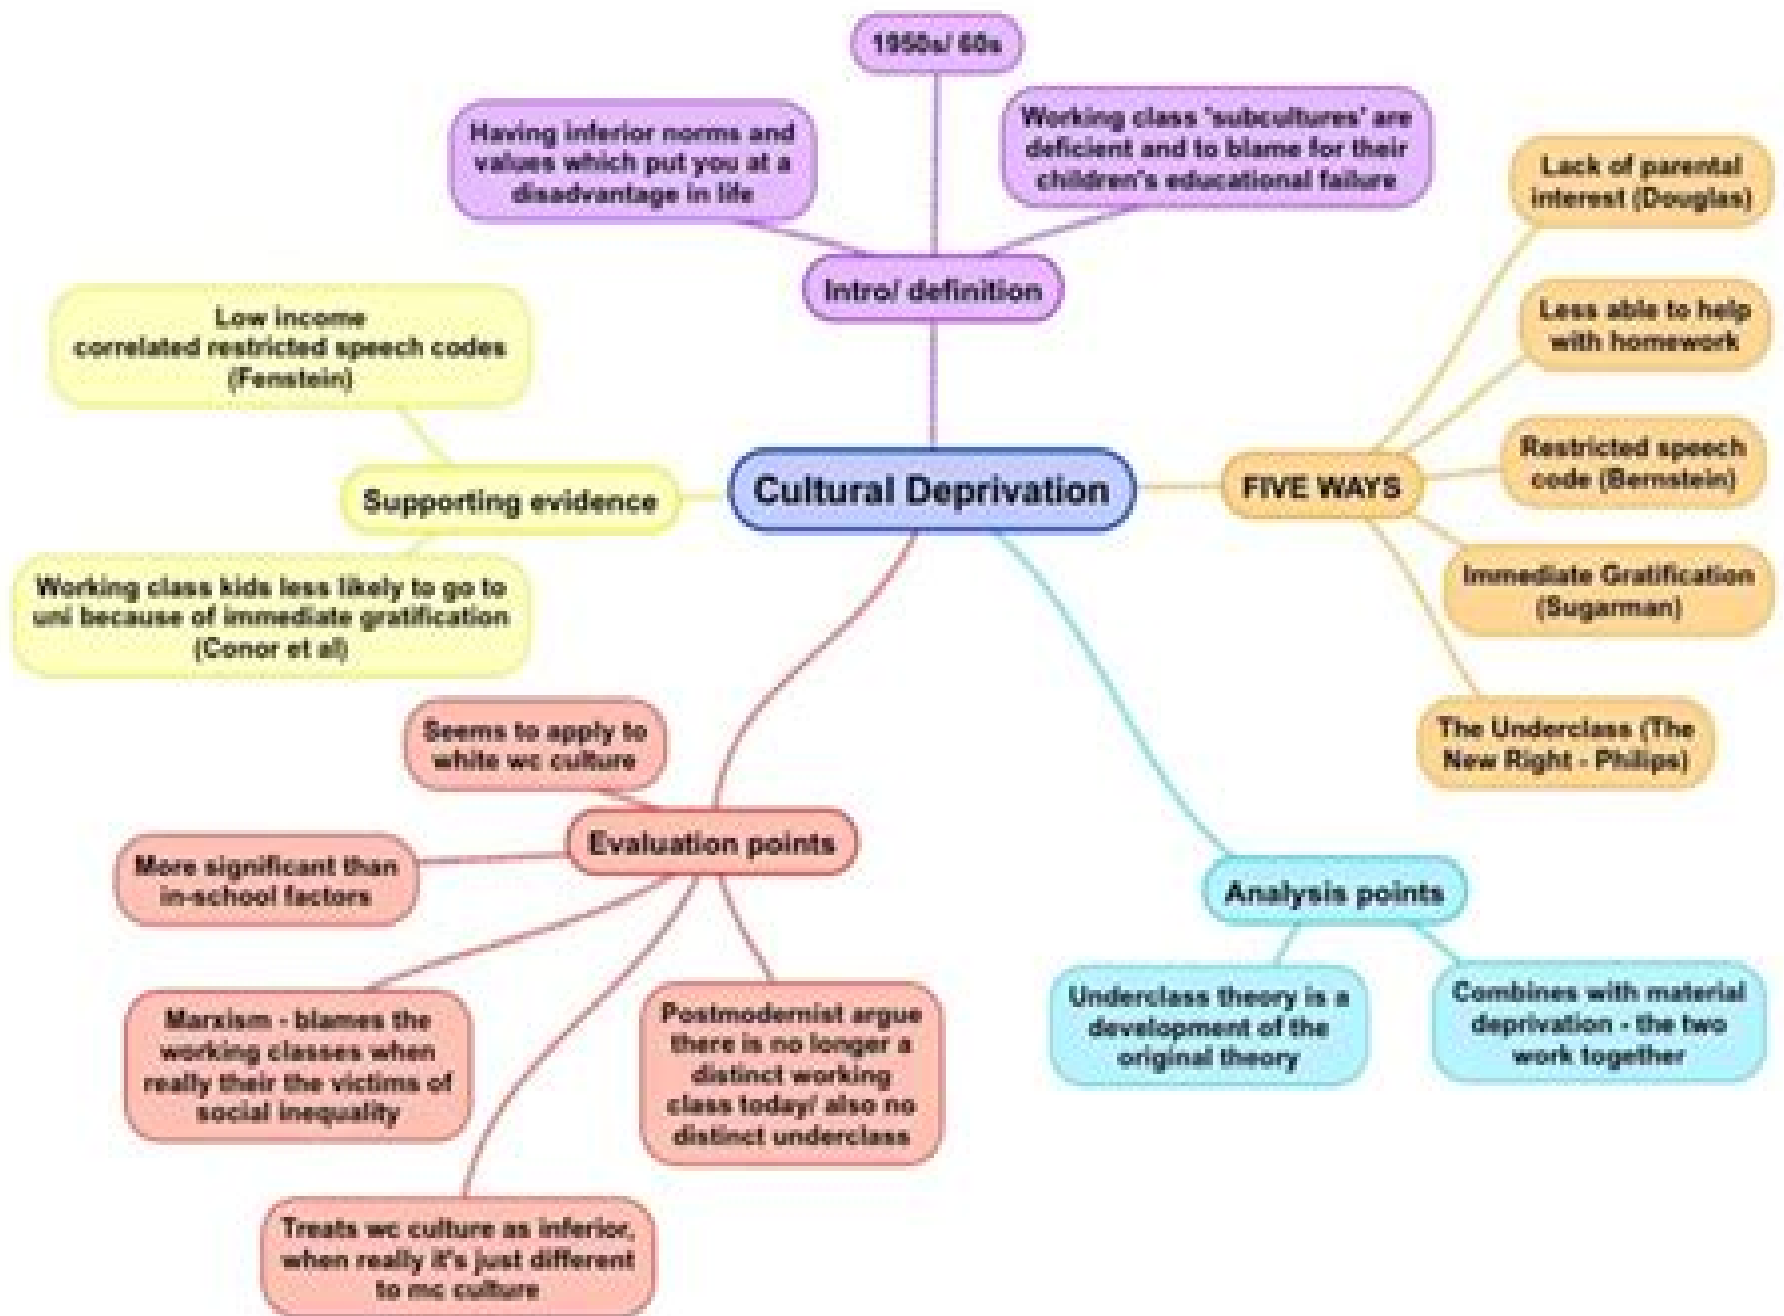 1950s/ 60s
Having inferior norms and
values which put you at a
disadvantage in life
Working class 'subcultures' are
deficient and to blame for their
children's educational failure
Intro/ definition
Lack of parental
interest (Douglas)
Less able to help
with homework
Restricted speech
code (Bernstein)
FIVE WAYS
Immediate Gratification
(Sugarman)
The Underclass (The
New Right - Philips)
Low income
correlated restricted speech codes
(Fenstein)
Supporting evidence
Working class kids less likely to go to
uni because of immediate gratification
(Conor et al)
Cultural Deprivation
Seems to apply to
white wc culture
Evaluation points
More significant than
in-school factors
Marxism - blames the
working classes when
really their the victims of
social inequality
Postmodernist argue
there is no longer a
distinct working
class today/ also no
distinct underclass
Treats wc culture as inferior,
when really it's just different
to mc culture
Analysis points
Underclass theory is a
development of the
original theory
Combines with material
deprivation - the two
work together